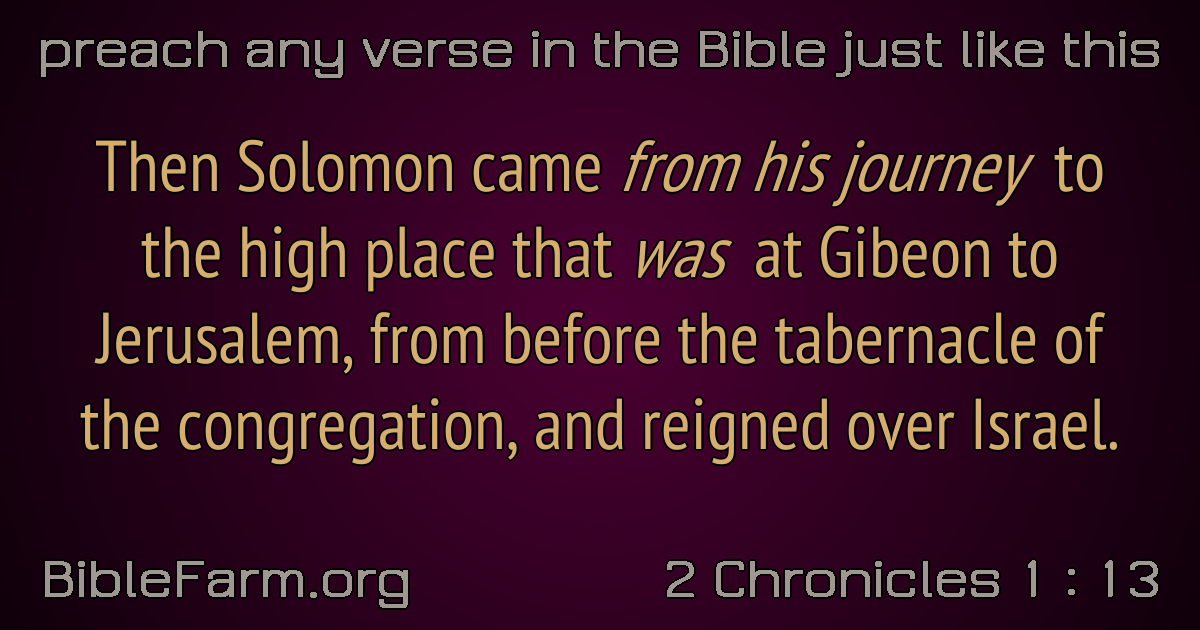 preach any verse in the Bible just like this
Then Solomon came from his journey to
the high place that was at Gibeon to
Jerusalem, from before the tabernacle of
the congregation, and reigned over Israel.
BibleFarm.org
2 Chronicles 1 : 13